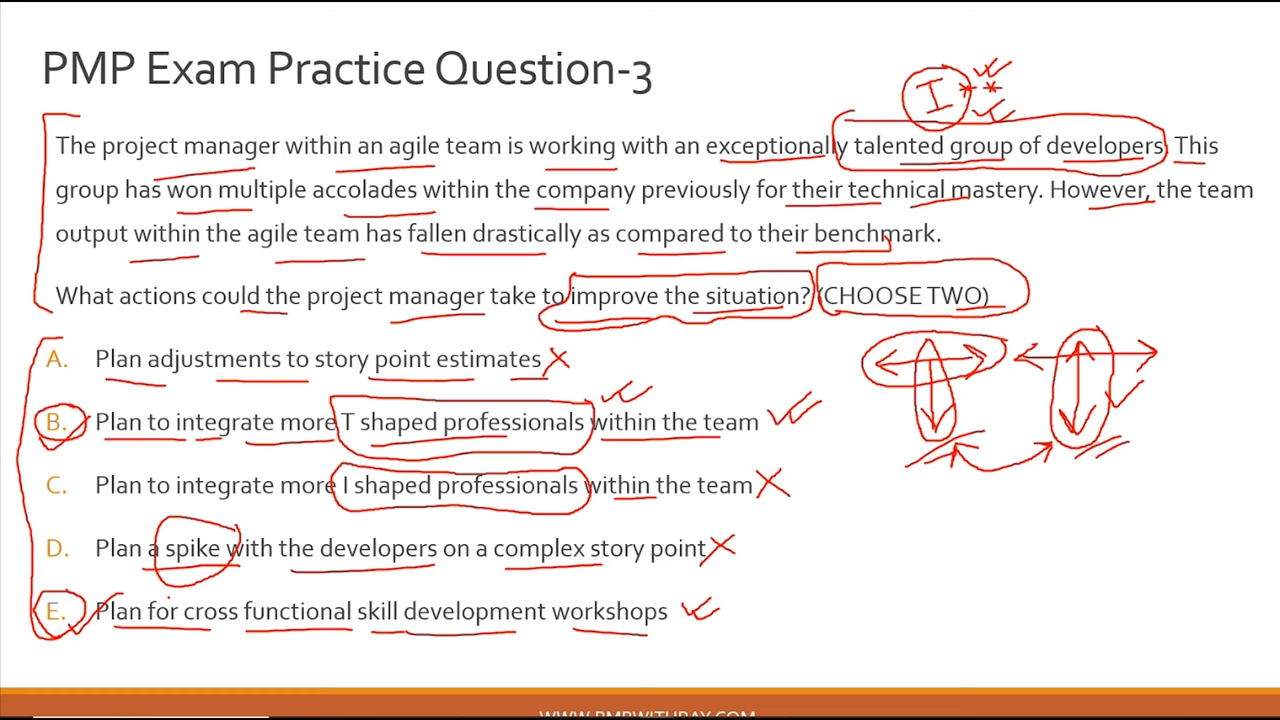 PMP Exam Practice Question-3
I
The project manager within an agile team is working with an exceptionally talented group of developers. This
group has won multiple accolades within the company previously for their technical mastery. However, the team
output within the agile team has fallen drastically as compared to their benchmark.
What actions could the project manager take to improve the situation? (CHOOSE TWO)
A. Plan adjustments to story point estimates
B. Plan to integrate more T shaped professionals within the team
C. Plan to integrate more I shaped professionals within the team
D. Plan a spike with the developers on a complex story point
E. Plan for cross functional skill development workshops
WWW.PMPWITHRAY.COM